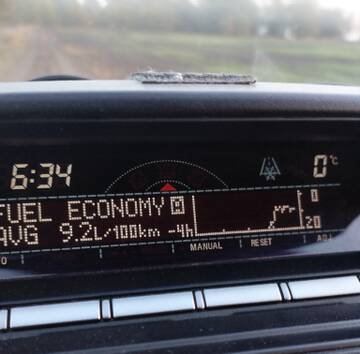 6:34
0°C
FUEL ECONOMY A
AVG 9.2L/100km -4h
0
20
MANUAL RESET